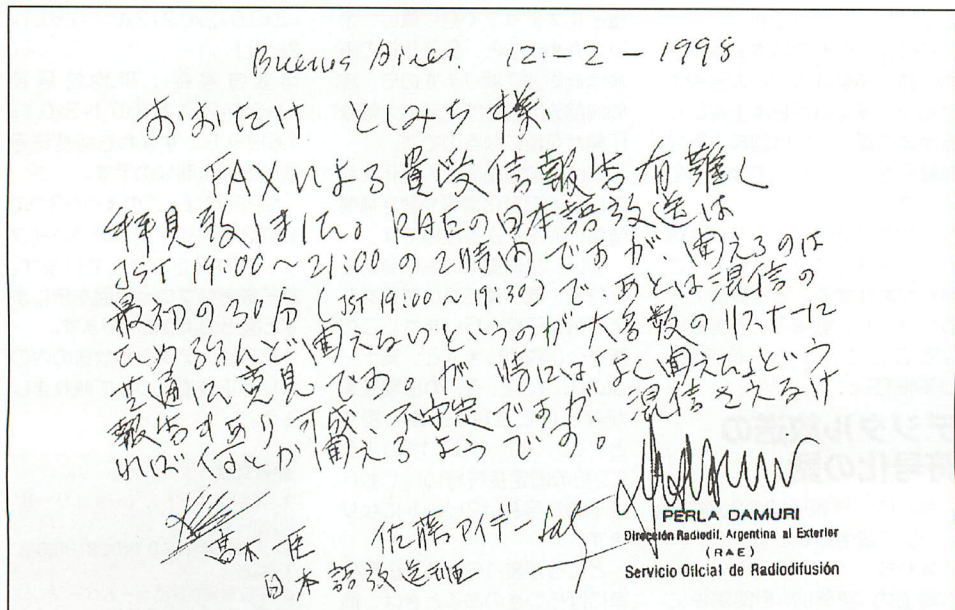 Buenos Aires. 12.-2-1998
おおたけ とみち様
FAXによる貴受信報告有難く
拝見致しました。RAEの日本語放送は
JST 19:00〜21:00の2時間ですが、聞えるのは
最初の30分(JST 19:00〜19:30)で、あとは混信の
ためほとんど聞えないというのが大多数のリスナーに
共通した意見です。が時にはよく聞えたという
報告もあり可成り不安定ですが 混信さえなけ
れば何とか聞えるようです。
高木 佐藤アイデー
日本語放送班
PERLA DAMURI
Dirección Radiodif. Argentina al Exterior
(RAE)
Servicio Oficial de Radiodifusión